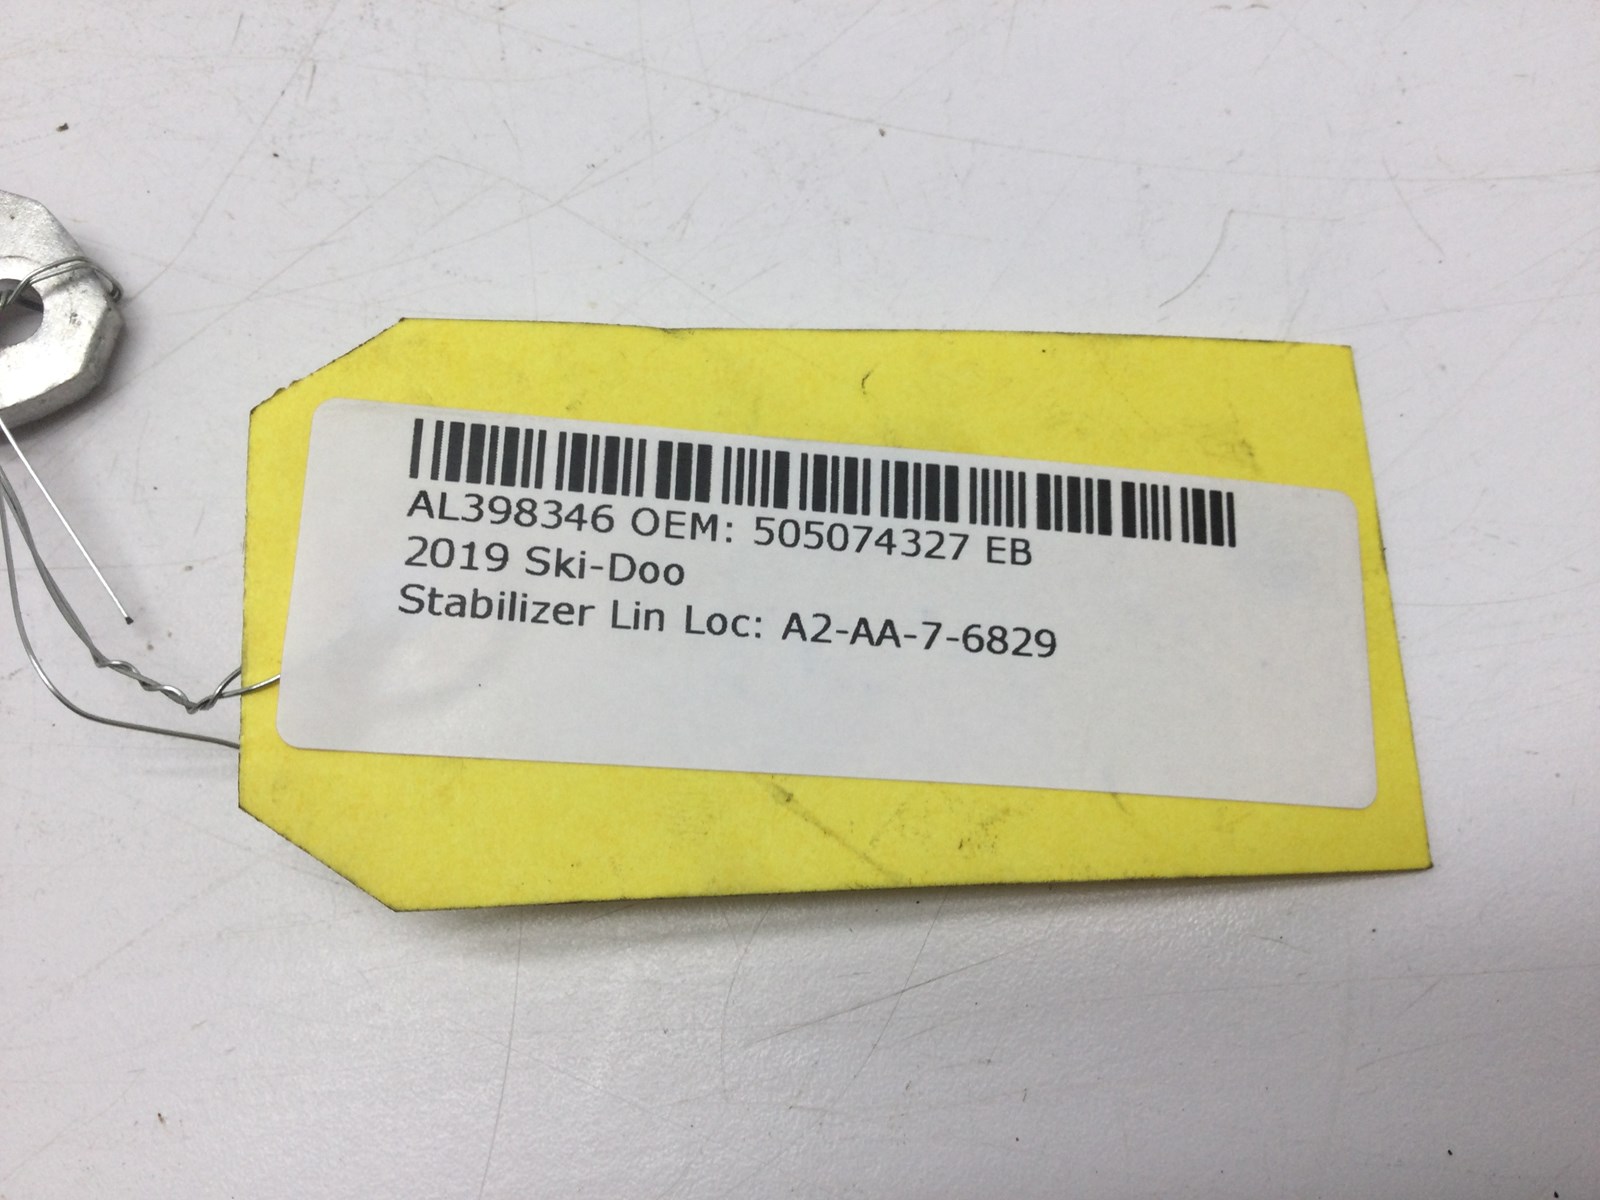 AL398346 OEM: 505074327 EB
2019 Ski-Doo
Stabilizer Lin Loc: A2-AA-7-6829